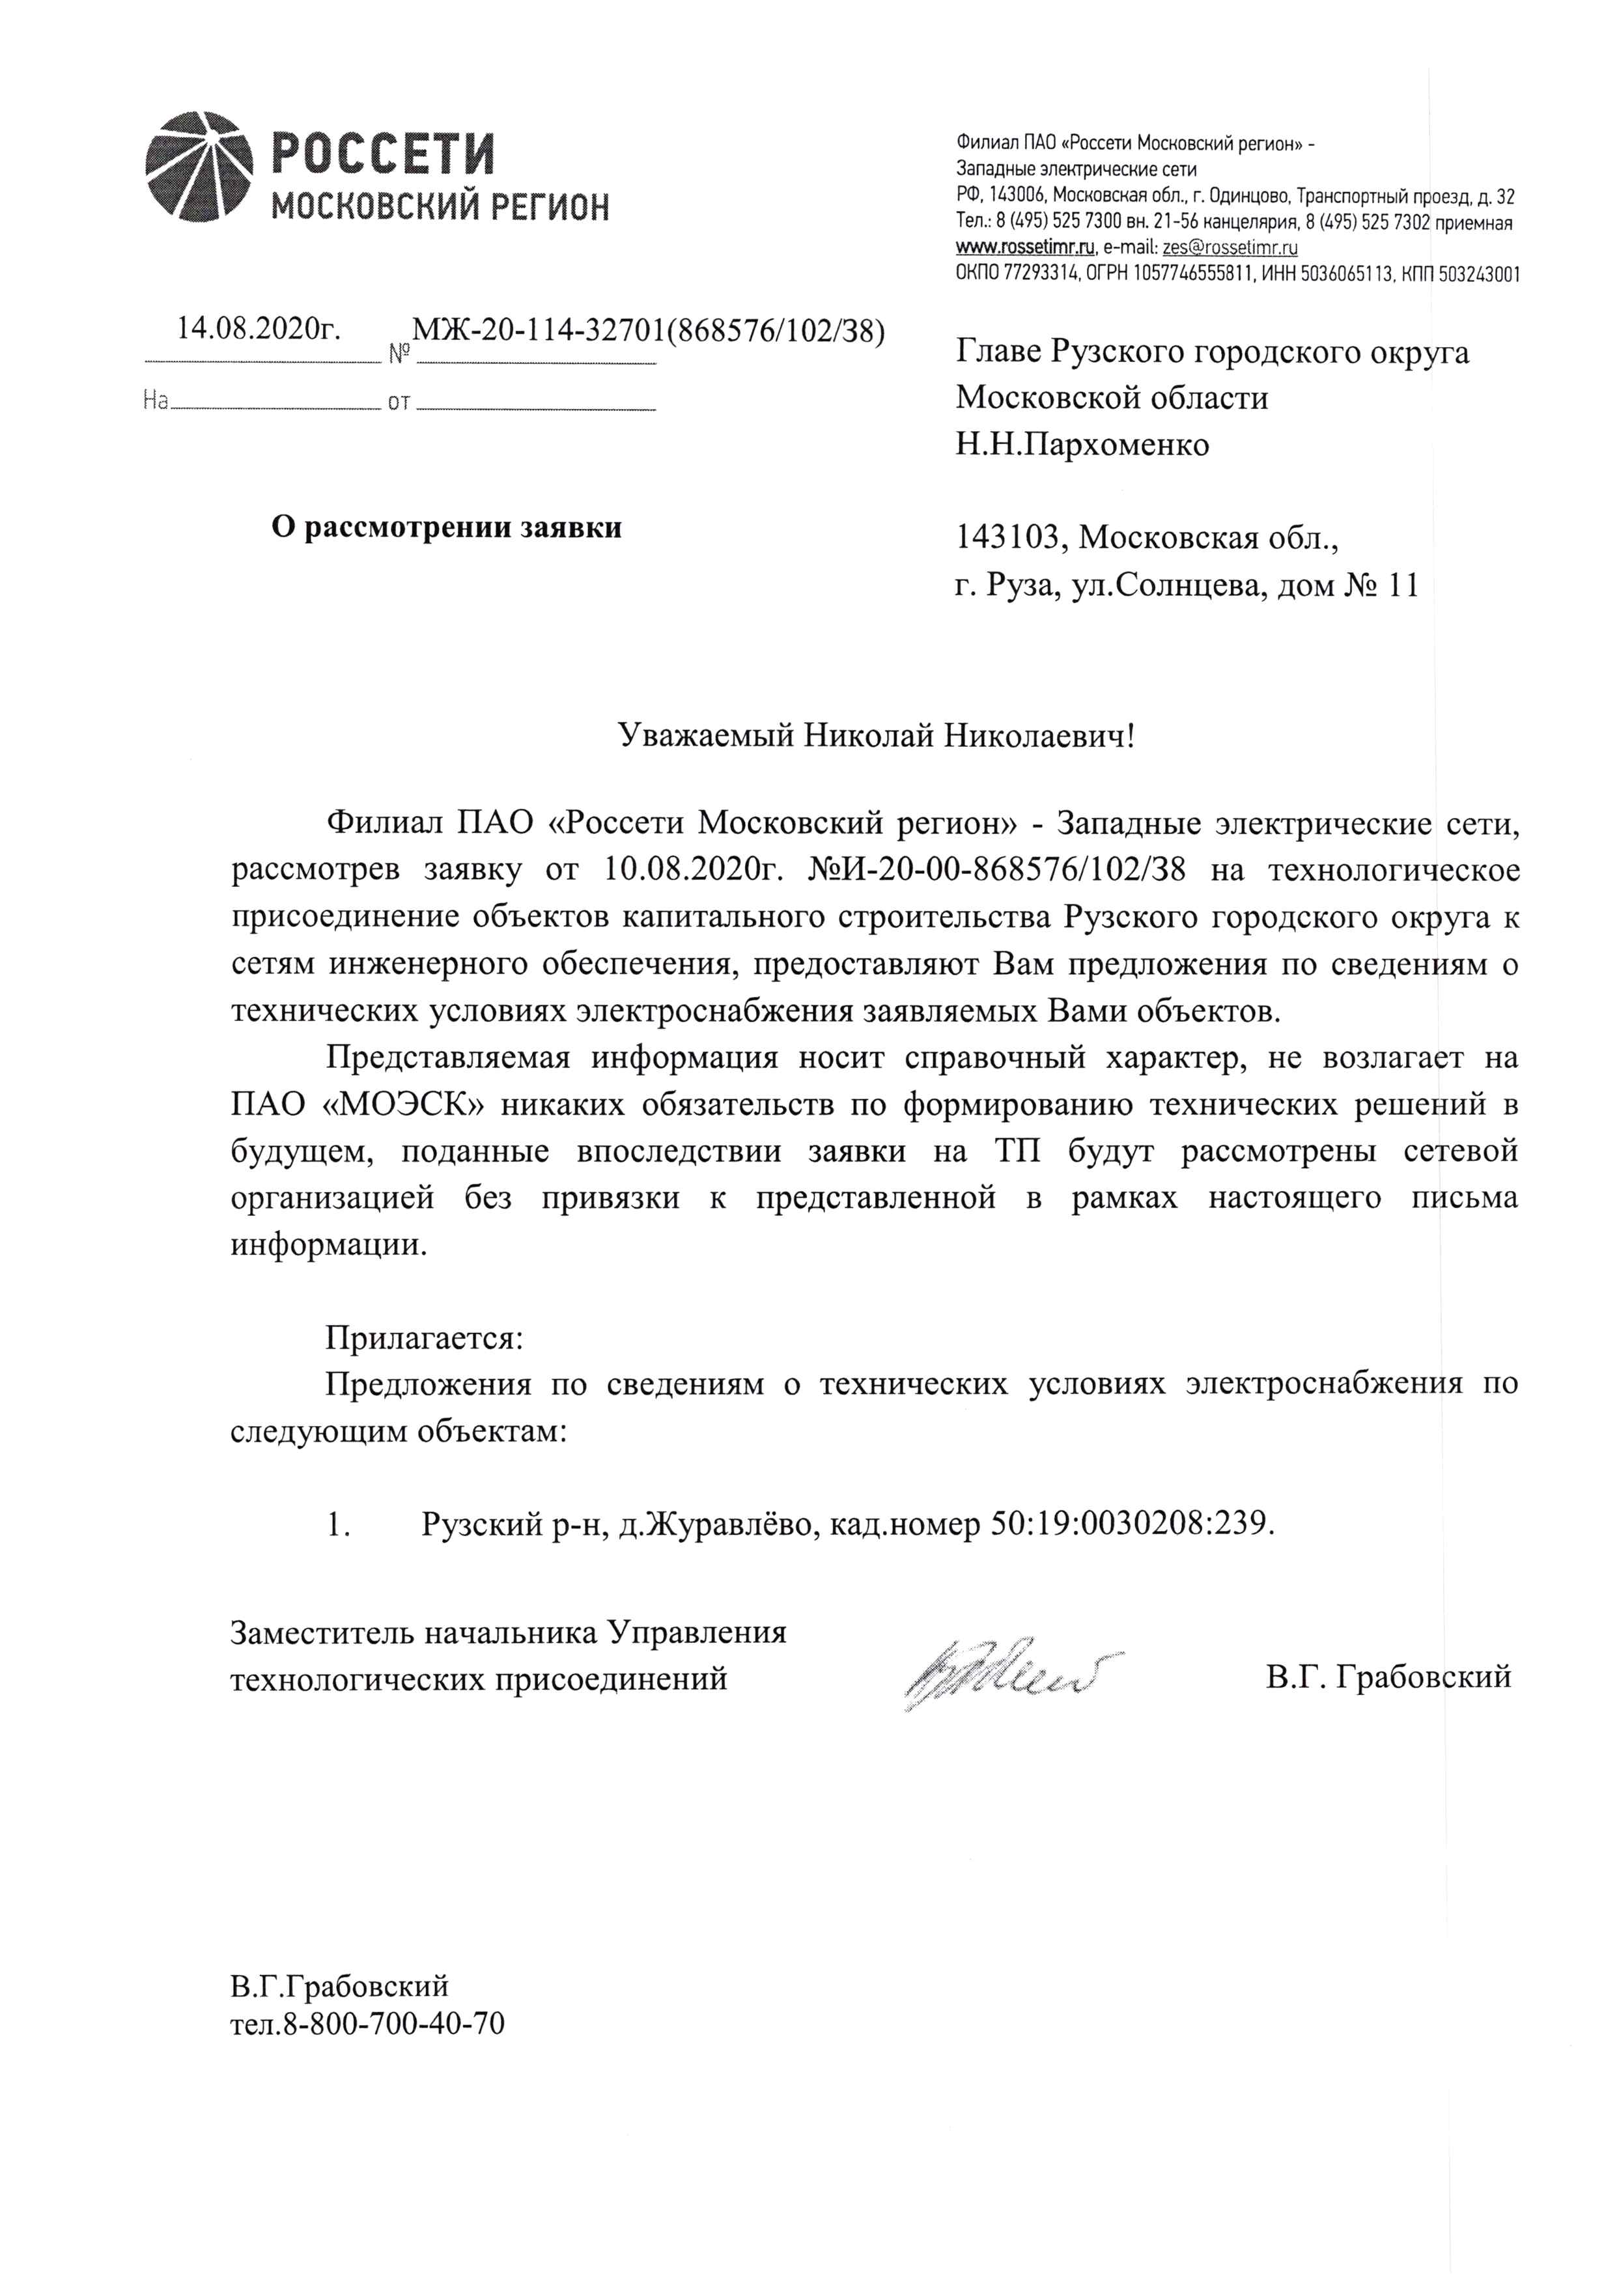 РОССЕТИ
МОСКОВСКИЙ РЕГИОН
Филиал ПАО «Россети Московский регион» -
Западные электрические сети
РФ, 143006, Московская обл., г. Одинцово, Транспортный проезд, д. 32
Тел.: 8 (495) 525 7300 вн. 21-56 канцелярия, 8 (495) 525 7302 приемная
www.rossetimr.ru, e-mail: zes@rossetimr.ru
ОКПО 77293314, ОГРН 1057746555811, ИНН 5036065113, КПП 503243001
14.08.2020г. № МЖ-20-114-32701(868576/102/З8)
На от
Главе Рузского городского округа
Московской области
Н.Н.Пархоменко
О рассмотрении заявки
143103, Московская обл.,
г. Руза, ул.Солнцева, дом № 11
Уважаемый Николай Николаевич!
Филиал ПАО «Россети Московский регион» - Западные электрические сети,
рассмотрев заявку от 10.08.2020г. №И-20-00-868576/102/З8 на технологическое
присоединение объектов капитального строительства Рузского городского округа к
сетям инженерного обеспечения, предоставляют Вам предложения по сведениям о
технических условиях электроснабжения заявляемых Вами объектов.
Представляемая информация носит справочный характер, не возлагает на
ПАО «МОЭСК» никаких обязательств по формированию технических решений в
будущем, поданные впоследствии заявки на ТП будут рассмотрены сетевой
организацией без привязки к представленной в рамках настоящего письма
информации.
Прилагается:
Предложения по сведениям о технических условиях электроснабжения по
следующим объектам:
1. Рузский р-н, д.Журавлёво, кад.номер 50:19:0030208:239.
Заместитель начальника Управления
технологических присоединений
В.Г. Грабовский
В.Г.Грабовский
тел.8-800-700-40-70